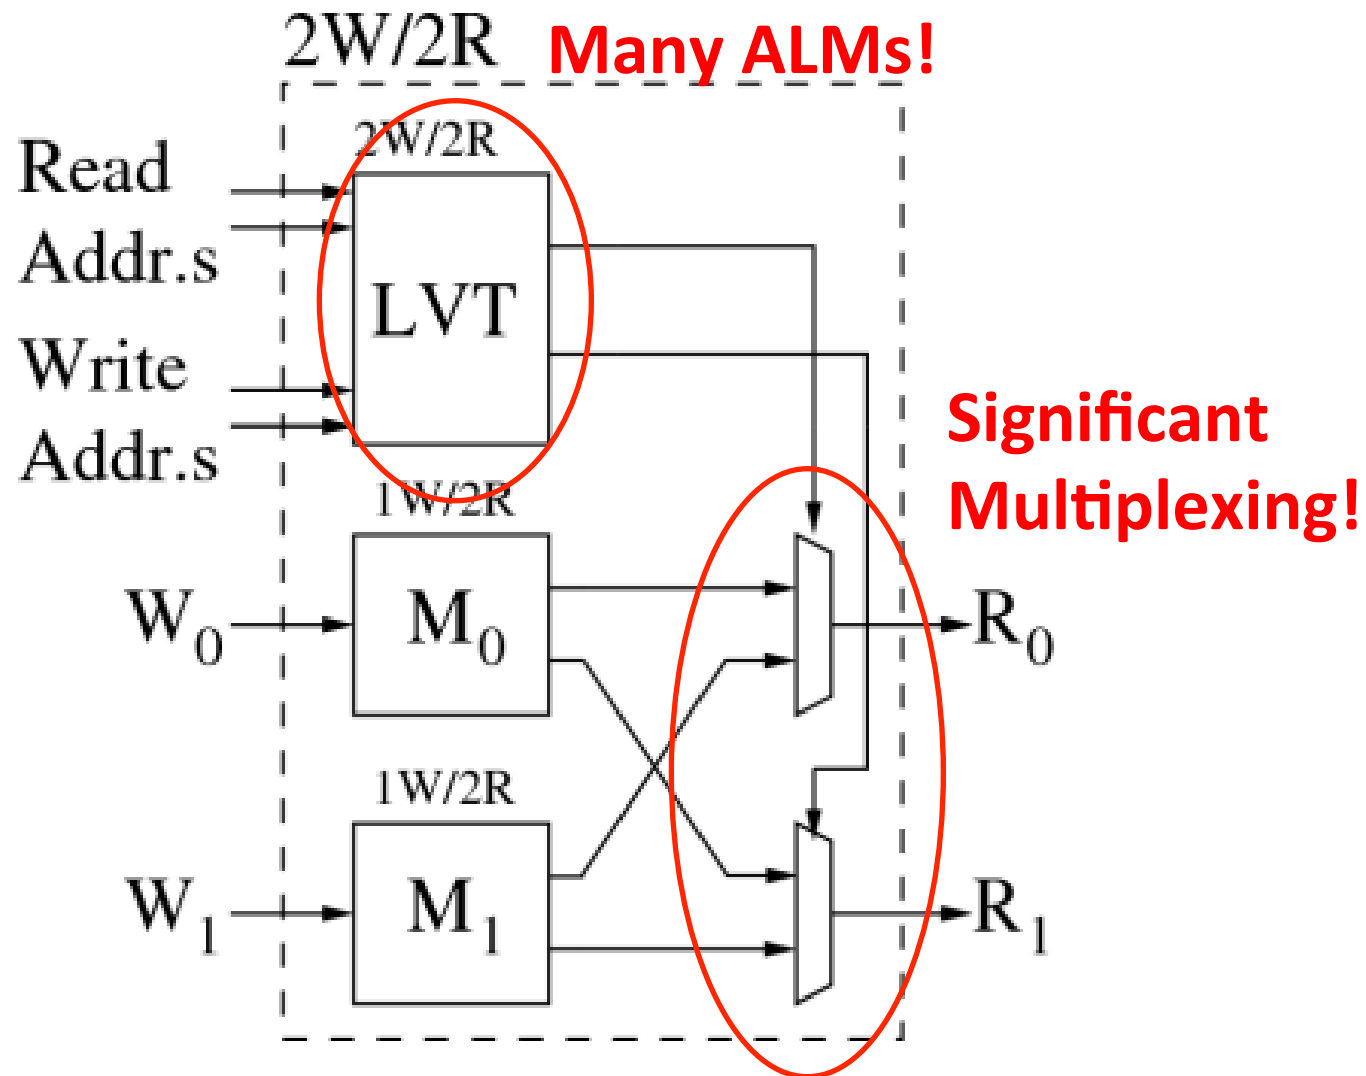 2W/2R
Many ALMs!
2W/2R
Read
Addr.s
LVT
Write
Addr.s
Significant
Multiplexing!
1W/2R
W0
M0
R0
1W/2R
W1
M1
R1